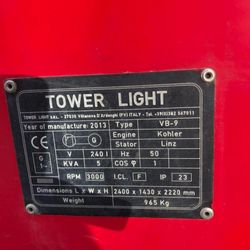 TOWER LIGHT
TOWER LIGHT S.R.L. - 27030 Villanova D'Ardenghi (PV) ITALY - Tel. +39(0)382 567011
Year of manufacture: 2013 Type VB-9
Engine Kohler
M G Stator Linz
G 1 V 240 I Hz 50
KVA 5 COS φ 1
RPM 3000 I.CL. F IP 23
Dimensions L x W x H 2400 x 1430 x 2220 mm
Weight 965 Kg